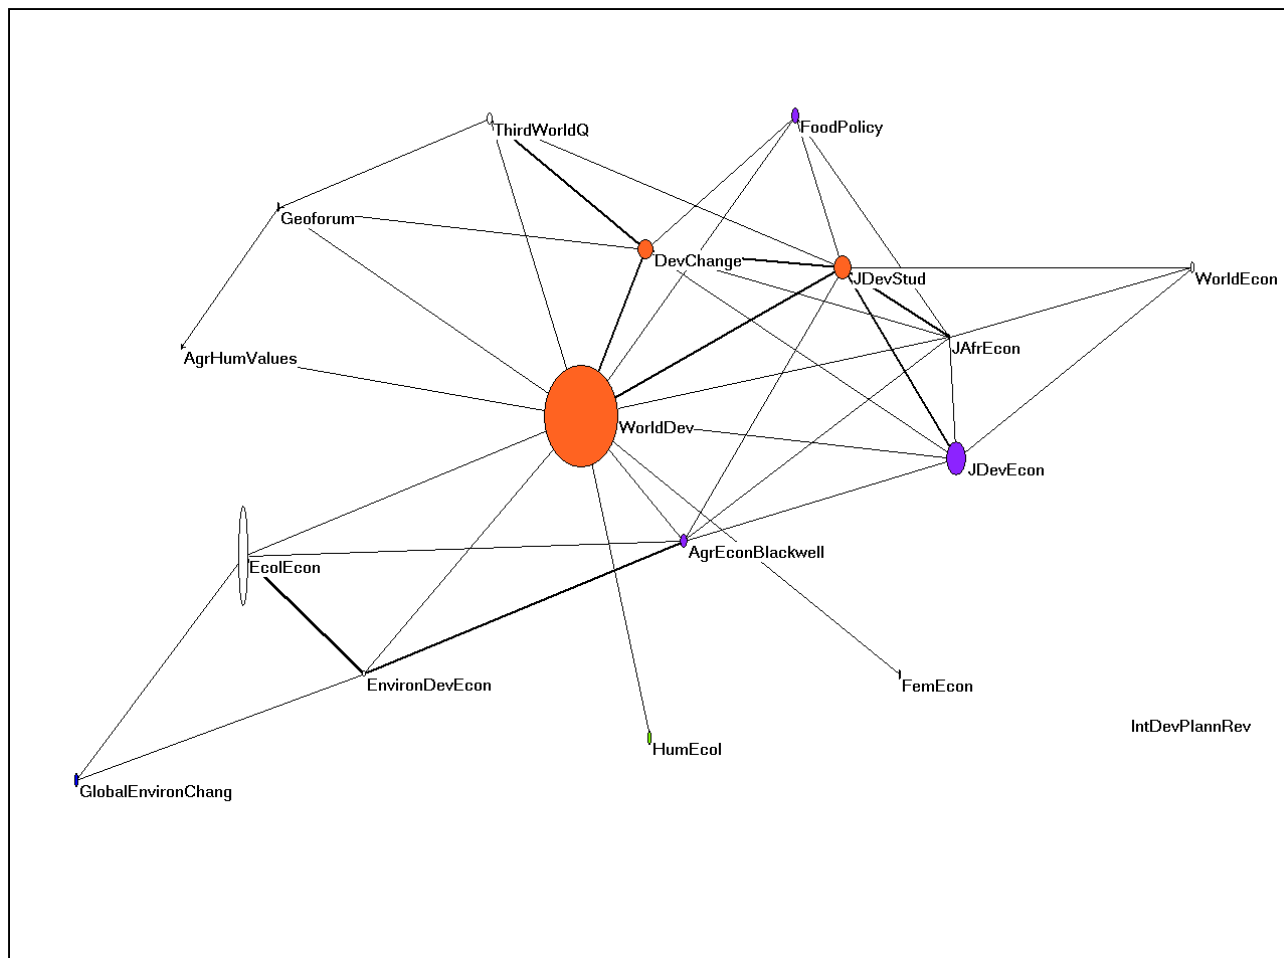 ThirdWorldQ
FoodPolicy
Geoforum
DevChange
JDevStud
WorldEcon
JAfrEcon
AgrHumValues
WorldDev
JDevEcon
AgrEconBlackwell
EcolEcon
EnvironDevEcon
FemEcon
IntDevPlannRev
HumEcol
GlobalEnvironChang